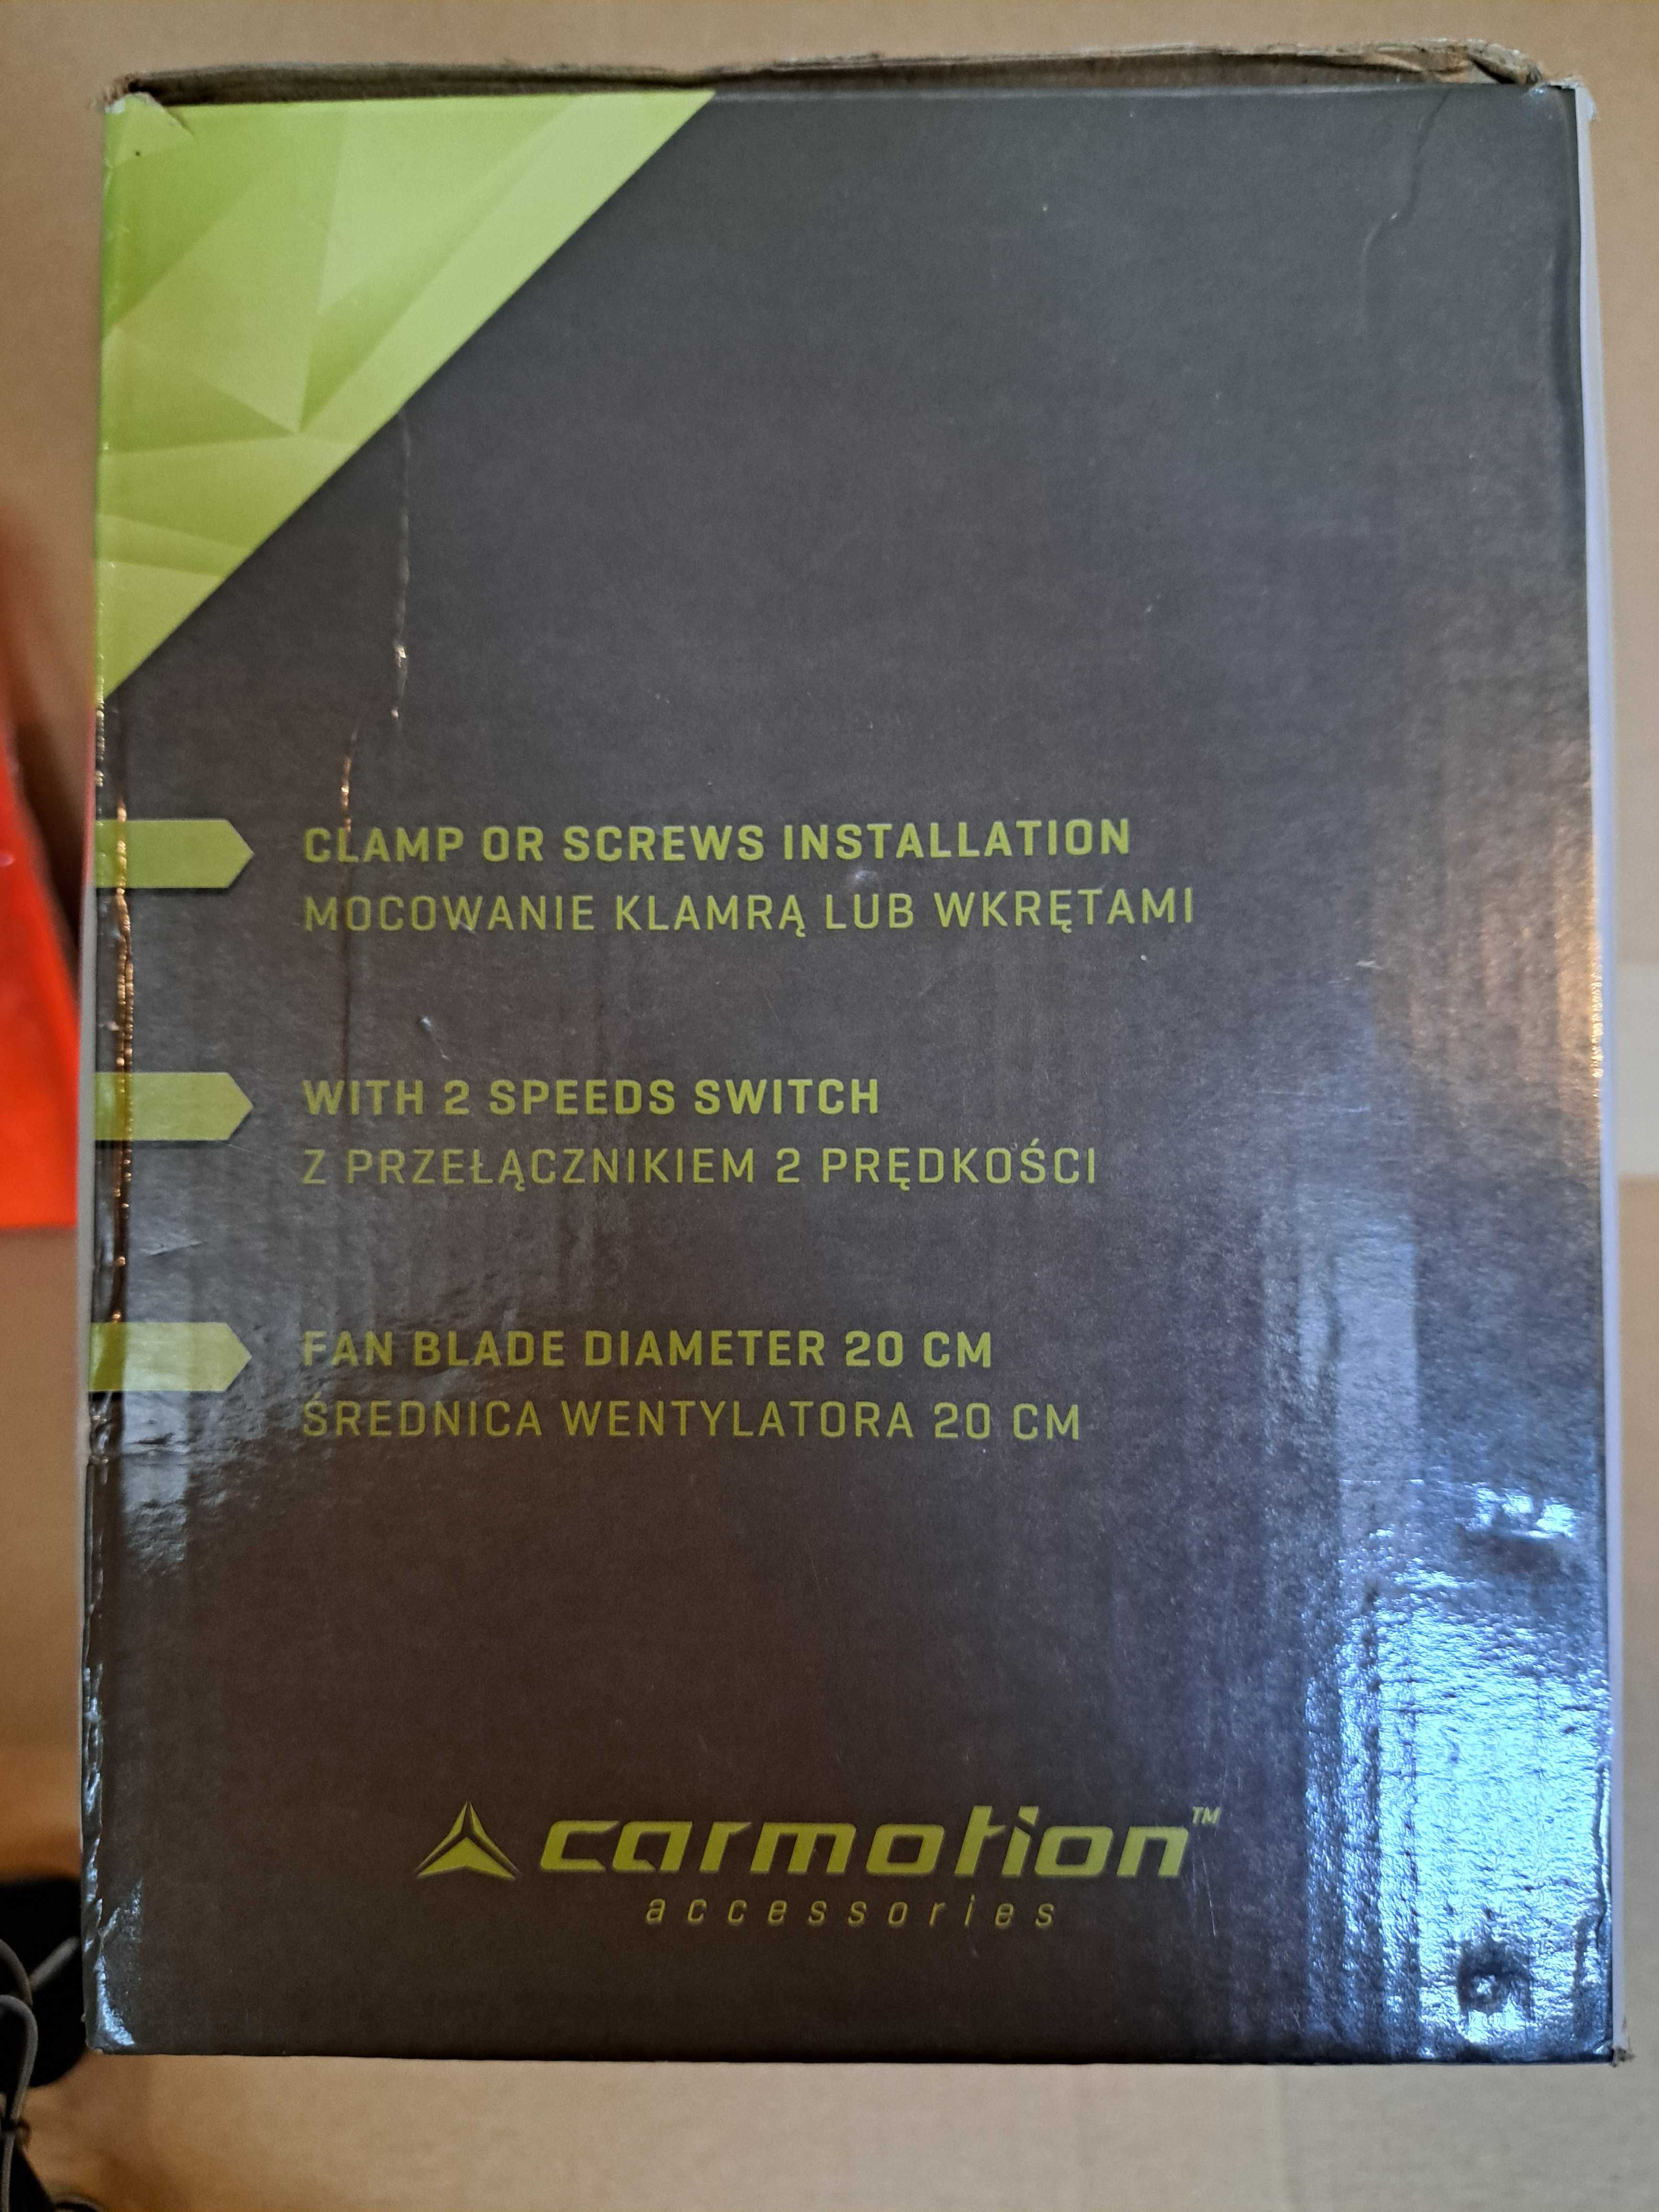 CLAMP OR SCREWS INSTALLATION
MOCOWANIE KLAMRĄ LUB WKRĘTAMI
WITH 2 SPEEDS SWITCH
Z PRZEŁĄCZNIKIEM 2 PRĘDKOŚCI
FAN BLADE DIAMETER 20 CM
ŚREDNICA WENTYLATORA 20 CM
carmotion™
accessories